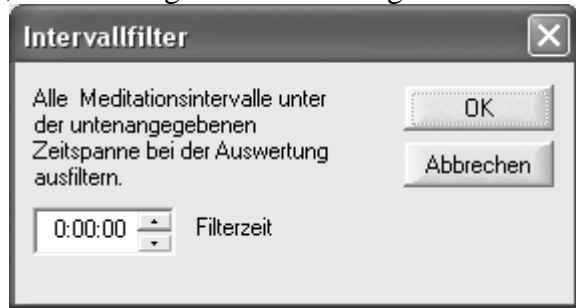 Intervallfilter
Alle Meditationsintervalle unter
der untenangegebenen
Zeitspanne bei der Auswertung
ausfiltern.
OK
Abbrechen
0:00:00 Filterzeit